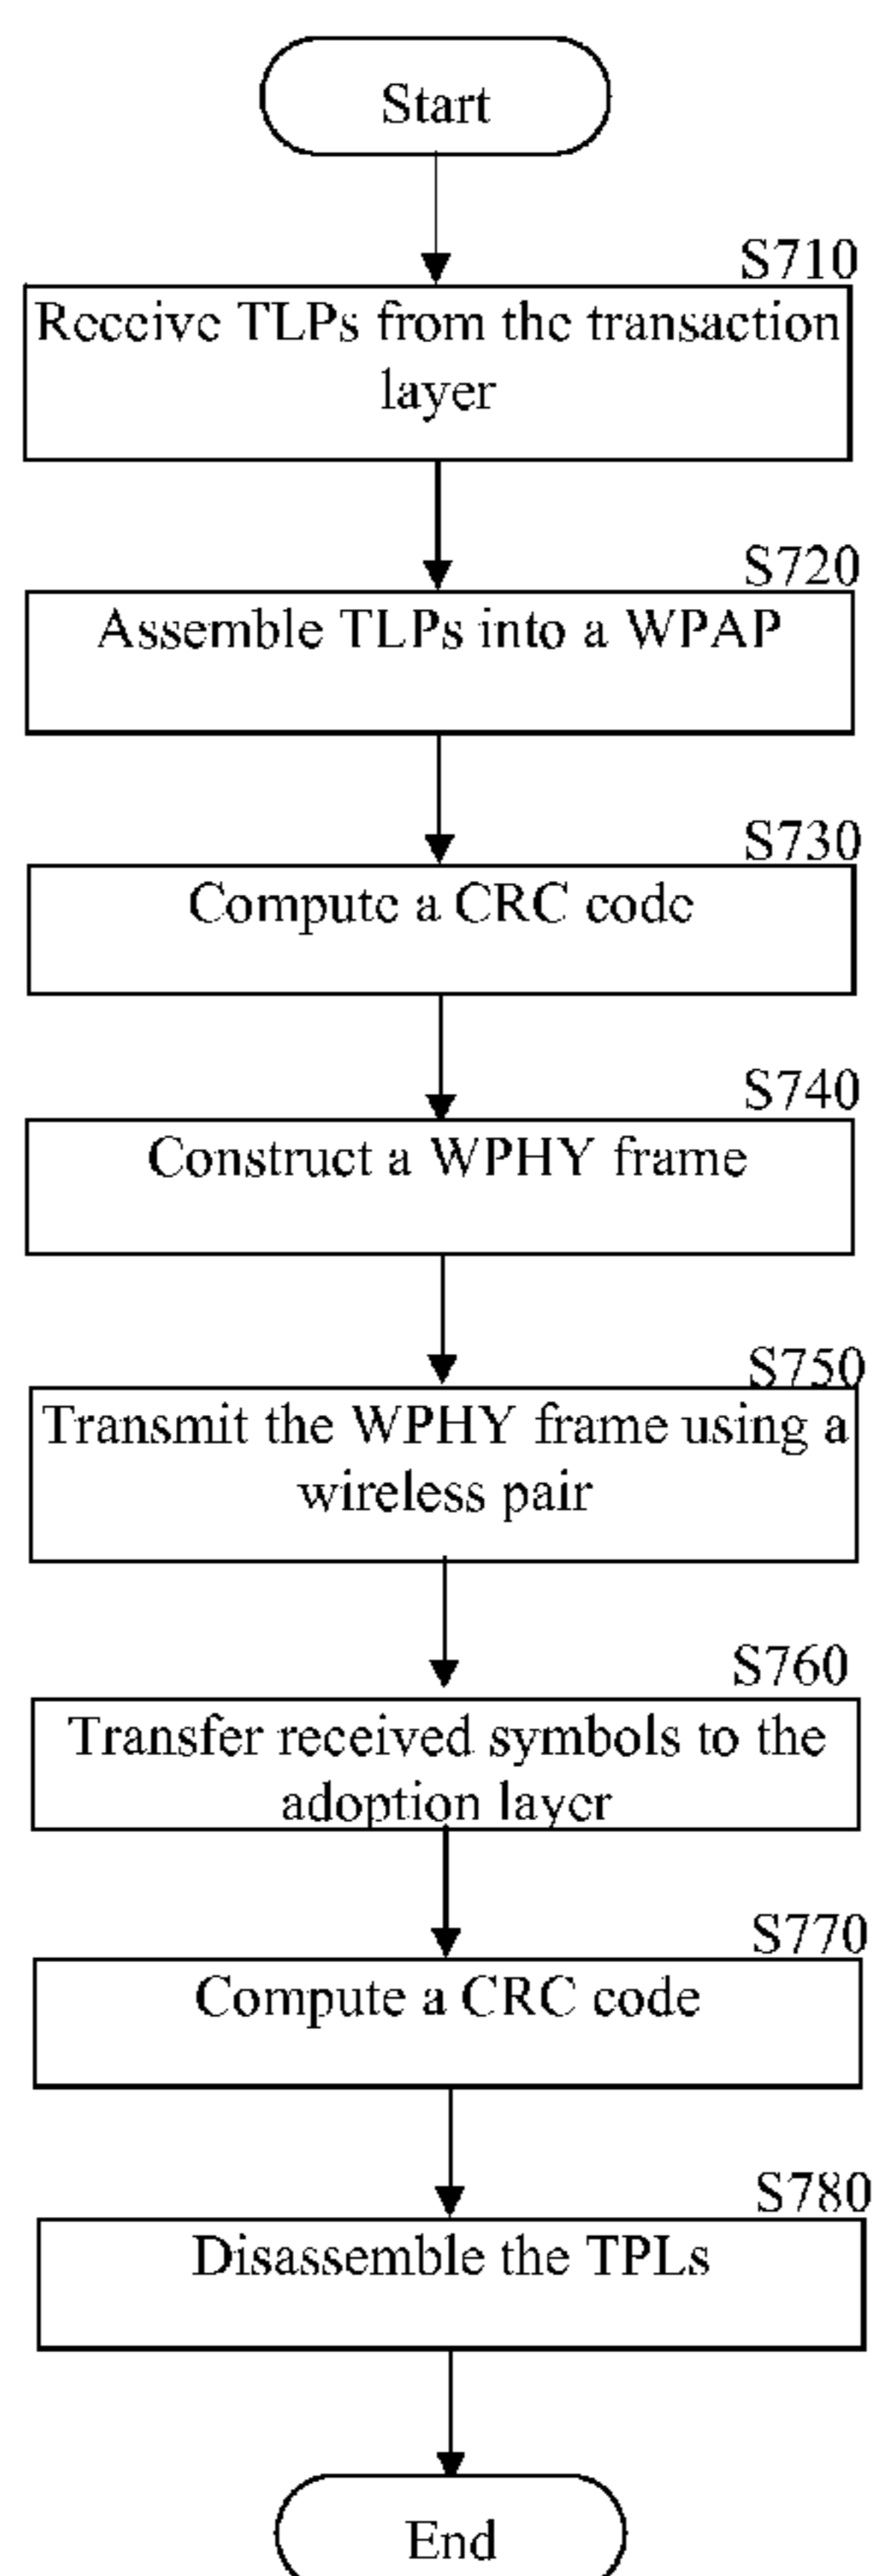 Start
S710
Receive TLPs from the transaction
layer
S720
Assemble TLPs into a WPAP
S730
Compute a CRC code
S740
Construct a WPHY frame
S750
Transmit the WPHY frame using a
wireless pair
S760
Transfer received symbols to the
adoption layer
S770
Compute a CRC code
S780
Disassemble the TPLs
End